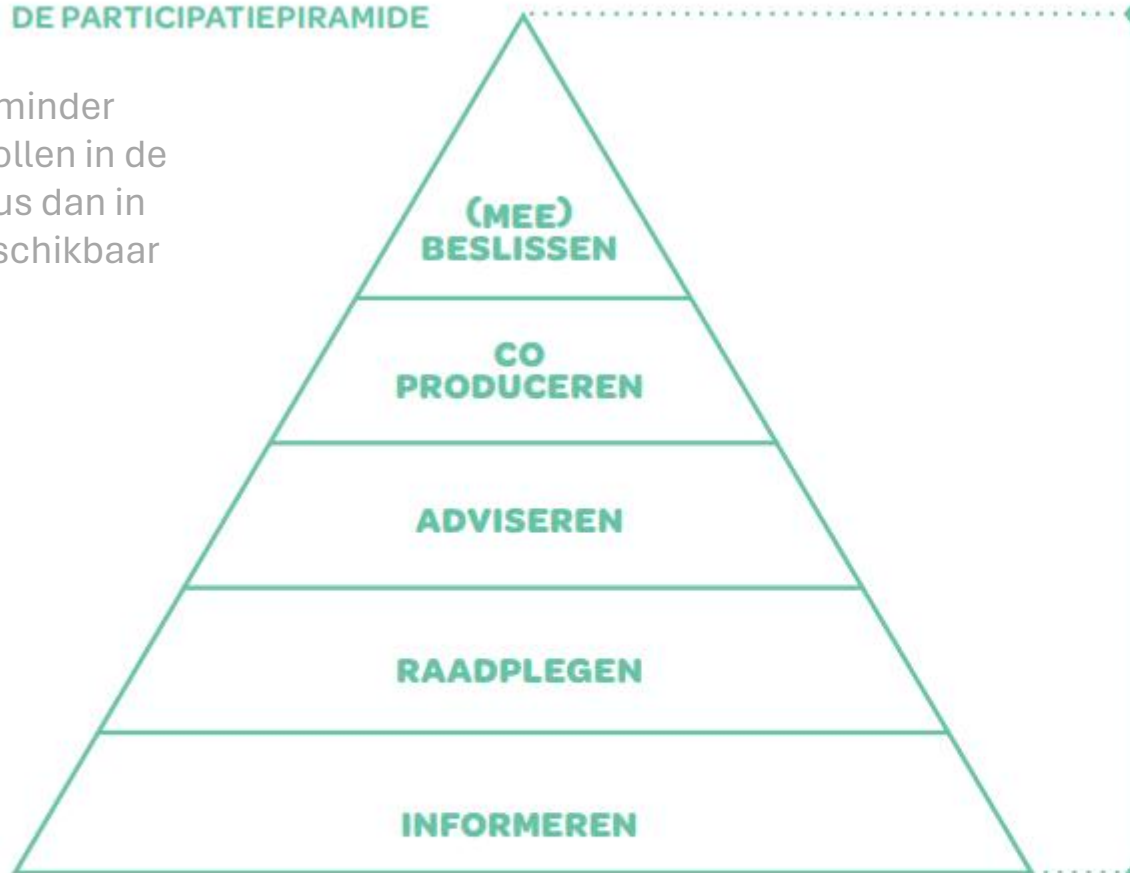 DE PARTICIPATIEPIRAMIDE
minder
ollen in de
us dan in
schikbaar
(MEE)
BESLISSEN
CO
PRODUCEREN
ADVISEREN
RAADPLEGEN
INFORMEREN